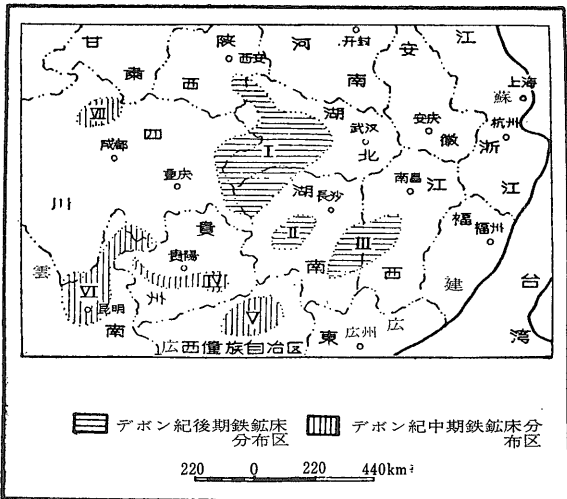 甘 陝 河 開封 安 江
粛 西 西安 南 上海
蘇
VII 湖 武汉 安庆 徽 杭州
成都 四 I 北 浙
重庆 南昌 江 江
湖 長沙
川 貴 II III 福 福州
雲 貴陽 南 西 建 台
VI 昆明 州 IV
南 V 東 広州 広 湾
広西僮族自治区
デボン紀後期鉄鉱床
分布区
デボン紀中期鉄鉱床分
布区
220 0 220 440km